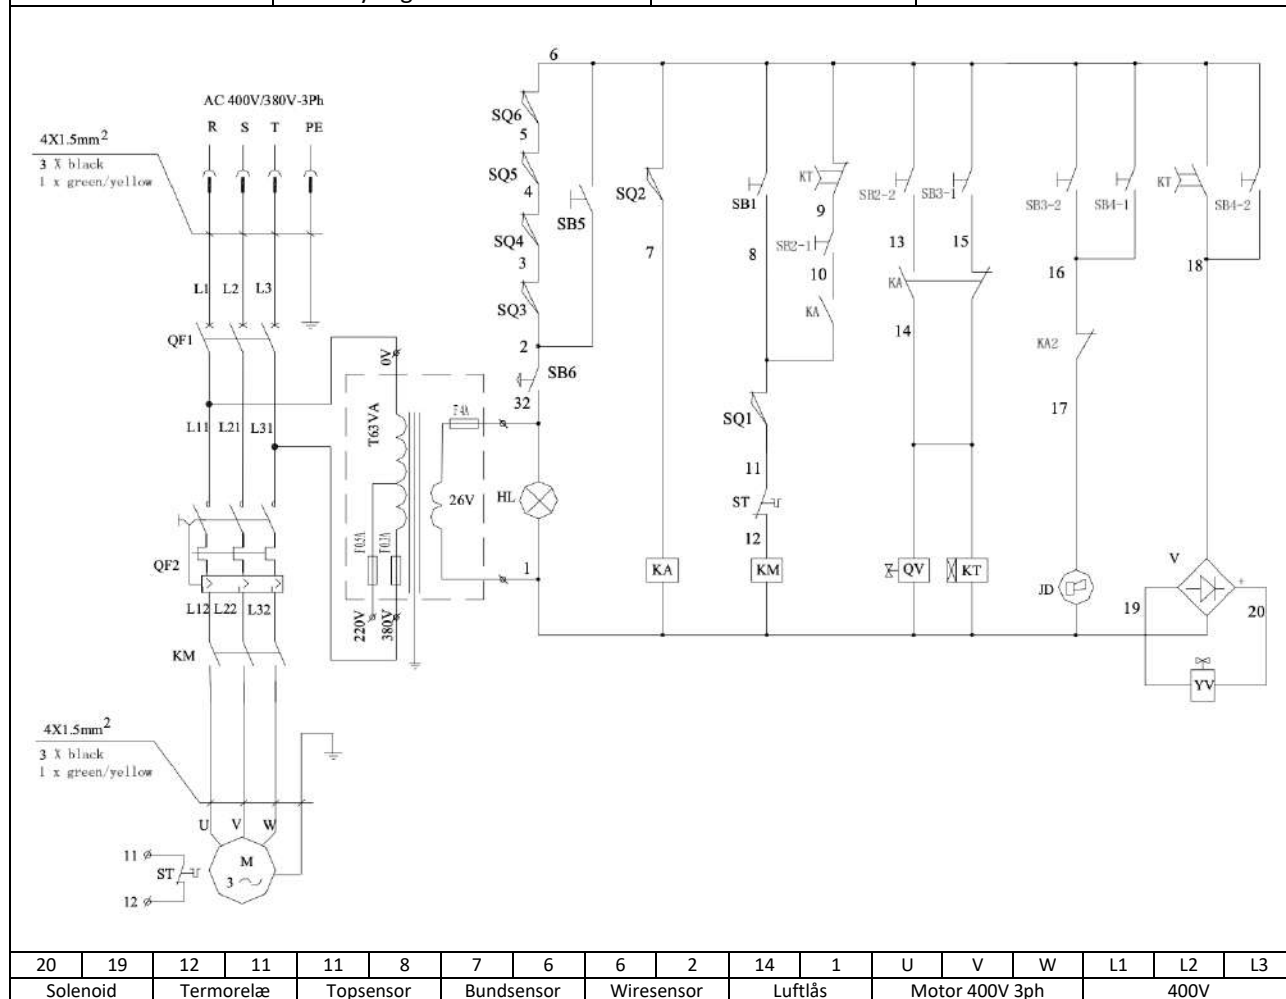 6
AC 400V/380V-3Ph
R S T PE
4X1.5mm2
3 X black
1 x green/yellow
SQ6
5
SQ5
4
SQ4
3
SQ3
2
SB5
SB6
32
SQ2
7
SB1
8
KT
9
SB2-1
10
KA
SB2-2
13
KA
14
SB3-1
15
SB3-2
16
KA2
17
SB4-1
KT
18
SB4-2
L1 L2 L3
QF1
L11 L21 L31
0V
T63VA
F4A
26V
F0.5A
220V
380V
HL
1
SQ1
11
ST
12
KA
KM
QV
KT
JD
V
+
19
20
YV
QF2
L12 L22 L32
KM
4X1.5mm2
3 X black
1 x green/yellow
U V W
M
3
11
ST
12
20 19 12 11 11 8 7 6 6 2 14 1 U V W L1 L2 L3
Solenoid Termorelæ Topsensor Bundsensor Wiresensor Luftlås Motor 400V 3ph 400V